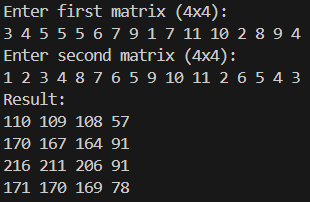 Enter first matrix (4x4):
3 4 5 5 5 6 7 9 1 7 11 10 2 8 9 4
Enter second matrix (4x4):
1 2 3 4 8 7 6 5 9 10 11 2 6 5 4 3
Result:
110 109 108 57
170 167 164 91
216 211 206 91
171 170 169 78